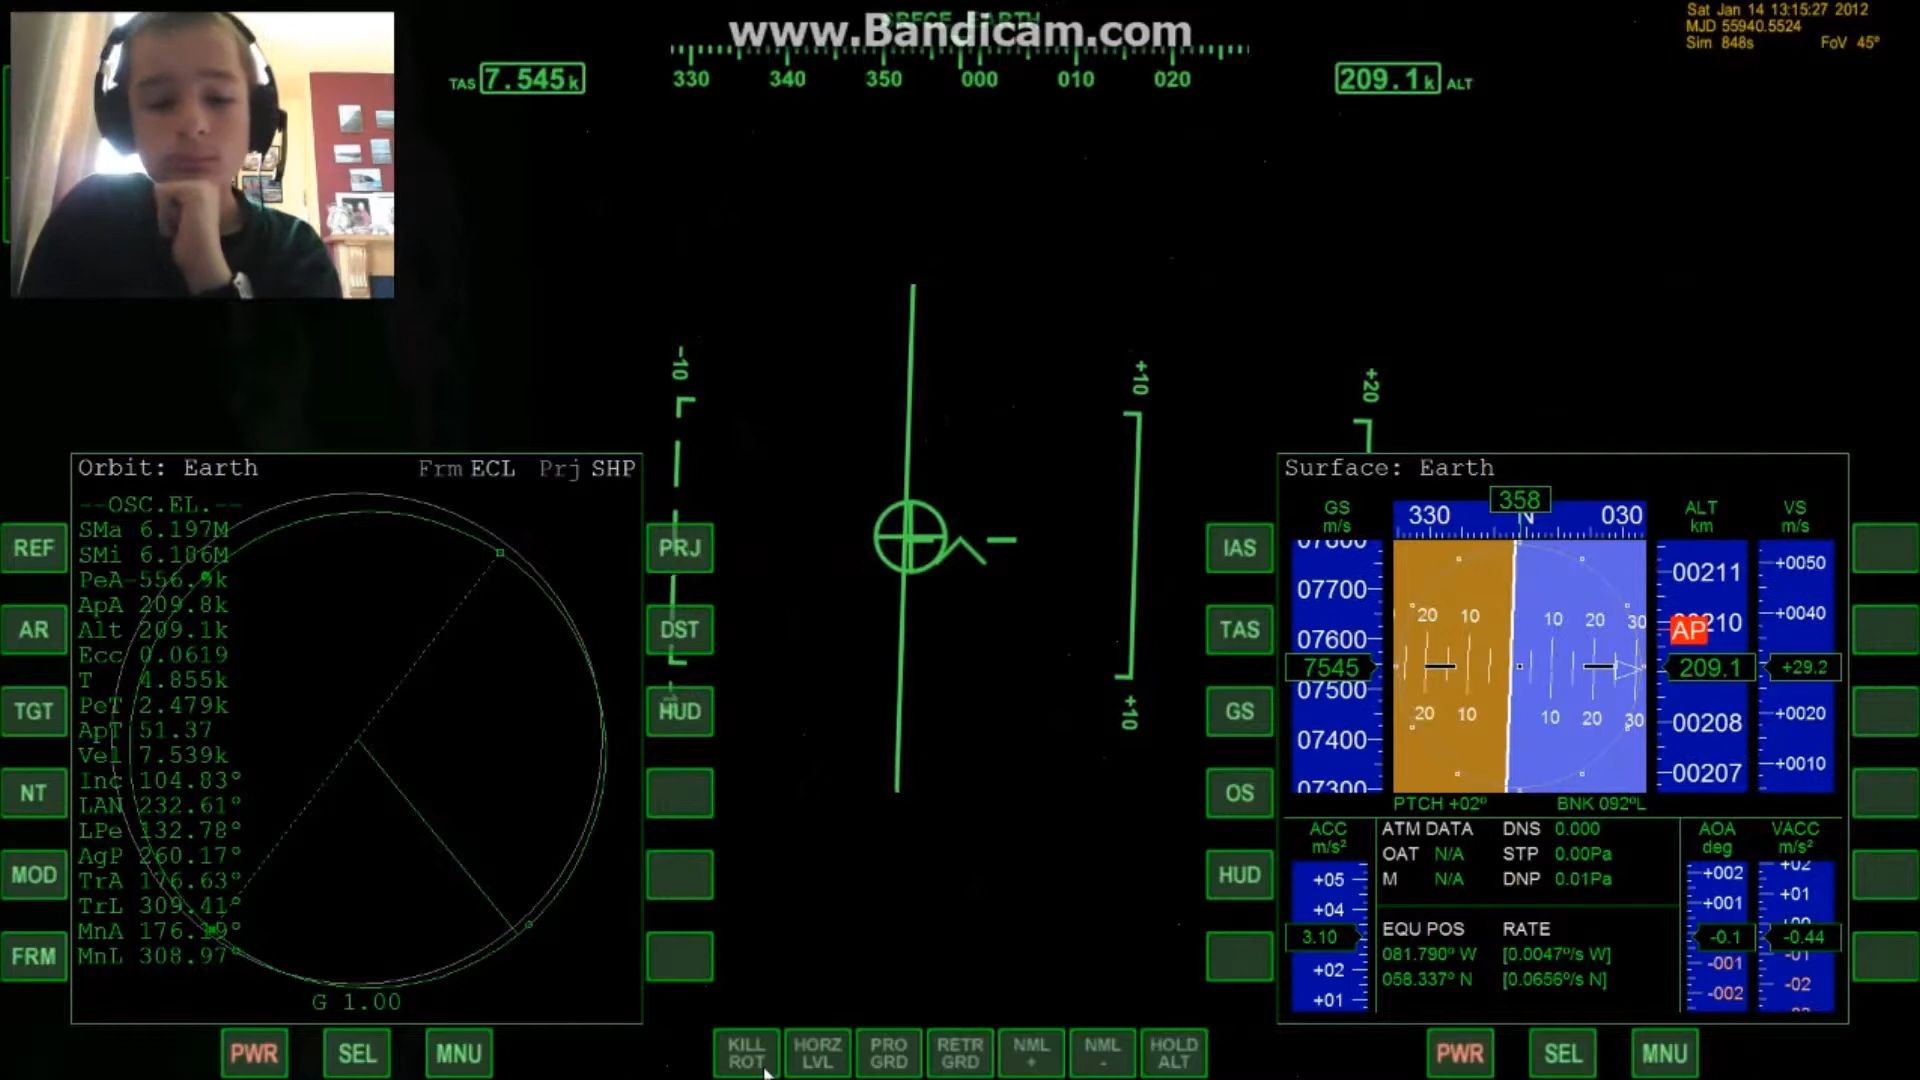 www.Bandicam.com
Sat Jan 14 13:15:27 2012
MJD 55940.5524
Sim 848s FoV 45°
TAS 7.545k
330 340 350 000 010 020
209.1k ALT
-10
+10
+20
+10
Orbit: Earth Frm ECL Prj SHP
--OSC.EL.--
SMa 6.197M
SMi 6.186M
PeA -556.9k
ApA 209.8k
Alt 209.1k
Ecc 0.0619
T 4.855k
PeT 2.479k
ApT 51.37
Vel 7.539k
Inc 104.83°
LAN 232.61°
LPe 132.78°
AgP 260.17°
TrA 176.63°
TrL 309.41°
MnA 176.19°
MnL 308.97°
G 1.00
REF
AR
TGT
NT
MOD
FRM
PRJ
DST
HUD
PWR SEL MNU
KILL ROT
HORZ LVL
PRO GRD
RETR GRD
NML +
NML -
HOLD ALT
IAS
TAS
GS
OS
HUD
Surface: Earth
GS m/s
358
330 N 030
ALT km
VS m/s
07700
07600
7545
07500
07400
07300
20 10 10 20 30
20 10 10 20 30
00211
AP
209.1
00208
00207
+0050
+0040
+29.2
+0020
+0010
PTCH +02° BNK 092°L
ACC m/s²
+05
+04
3.10
+02
+01
ATM DATA DNS 0.000
OAT N/A STP 0.00Pa
M N/A DNP 0.01Pa
EQU POS RATE
081.790° W [0.0047°/s W]
058.337° N [0.0656°/s N]
AOA deg
+002
+001
-0.1
-001
-002
VACC m/s²
+02
+01
-0.44
-01
-02
PWR SEL MNU